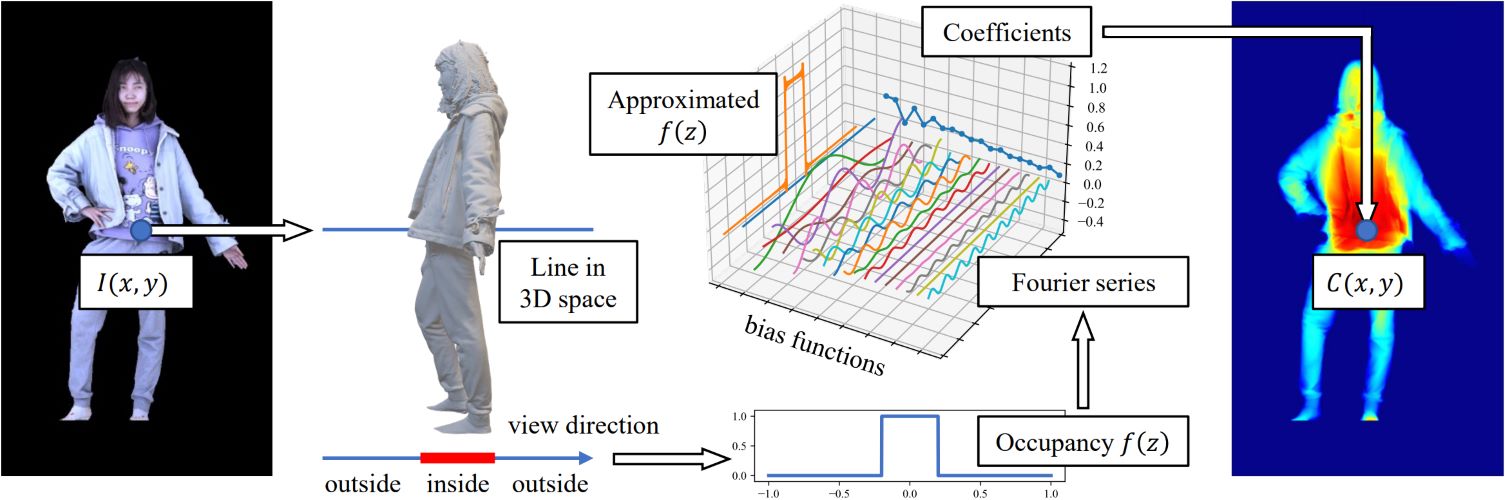 Snoopy
I(x, y)
Line in
3D space
view direction
outside inside outside
Approximated
f(z)
Coefficients
1.2
1.0
0.8
0.6
0.4
0.2
0.0
−0.2
−0.4
bias functions
Fourier series
Occupancy f(z)
1.0
0.5
0.0
−1.0 −0.5 0.0 0.5 1.0
C(x, y)